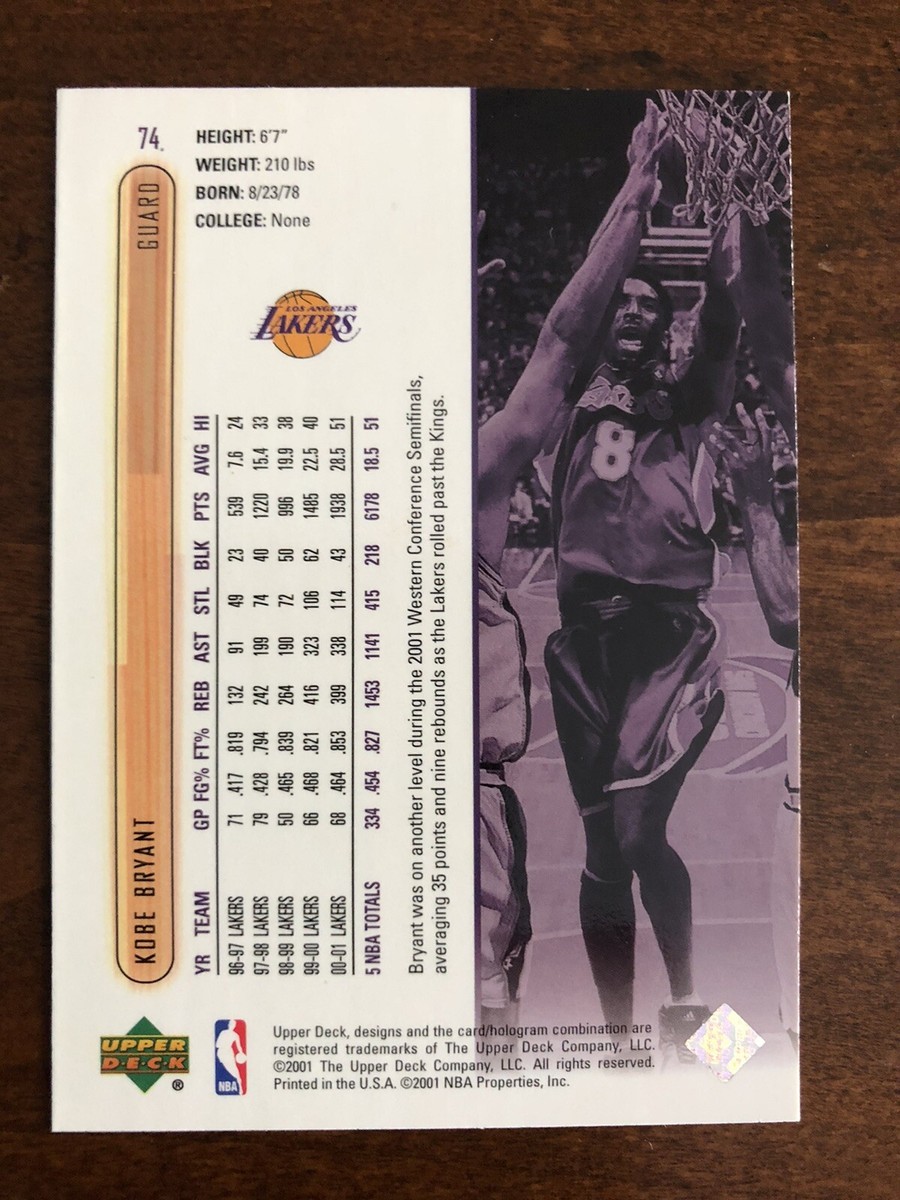 74.
HEIGHT: 6'7"
WEIGHT: 210 lbs
BORN: 8/23/78
COLLEGE: None
KOBE BRYANT GUARD
LOS ANGELES
LAKERS
YR TEAM GP FG% FT% REB AST STL BLK PTS AVG HI
96-97 LAKERS 71 .417 .819 132 91 49 23 539 7.6 24
97-98 LAKERS 79 .428 .794 242 199 74 40 1220 15.4 33
98-99 LAKERS 50 .465 .839 264 190 72 50 996 19.9 38
99-00 LAKERS 66 .468 .821 416 323 106 62 1485 22.5 40
00-01 LAKERS 68 .464 .853 399 338 114 43 1938 28.5 51
5 NBA TOTALS 334 .454 .827 1453 1141 415 218 6178 18.5 51
Bryant was on another level during the 2001 Western Conference Semifinals,
averaging 35 points and nine rebounds as the Lakers rolled past the Kings.
8
UPPER
D·E·C·K
®
NBA
Upper Deck, designs and the card/hologram combination are
registered trademarks of The Upper Deck Company, LLC.
©2001 The Upper Deck Company, LLC. All rights reserved.
Printed in the U.S.A. ©2001 NBA Properties, Inc.